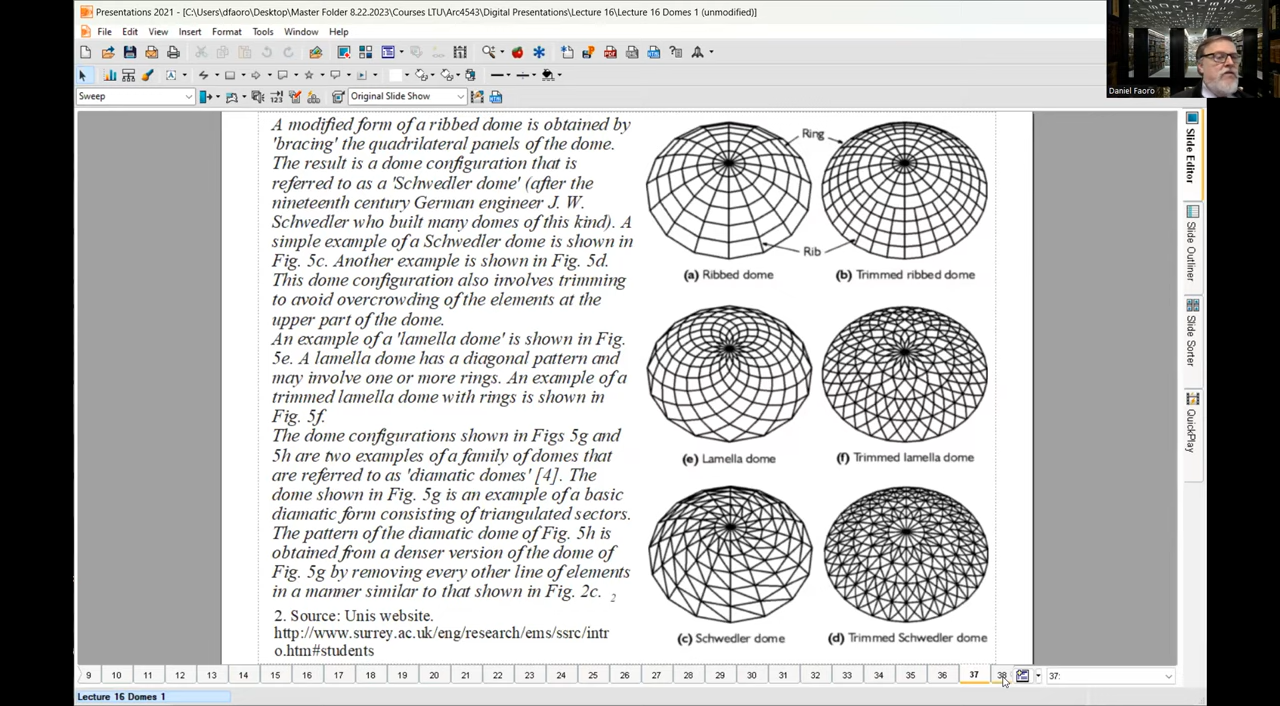 Presentations 2021 - [C:\Users\dfaoro\Desktop\Master Folder 8.22.2023\Courses LTU\Arc4543\Digital Presentations\Lecture 16\Lecture 16 Domes 1 (unmodified)]
File Edit View Insert Format Tools Window Help
Sweep
Original Slide Show
Daniel Faoro
A modified form of a ribbed dome is obtained by
'bracing' the quadrilateral panels of the dome.
The result is a dome configuration that is
referred to as a 'Schwedler dome' (after the
nineteenth century German engineer J. W.
Schwedler who built many domes of this kind). A
simple example of a Schwedler dome is shown in
Fig. 5c. Another example is shown in Fig. 5d.
This dome configuration also involves trimming
to avoid overcrowding of the elements at the
upper part of the dome.
An example of a 'lamella dome' is shown in Fig.
5e. A lamella dome has a diagonal pattern and
may involve one or more rings. An example of a
trimmed lamella dome with rings is shown in
Fig. 5f.
The dome configurations shown in Figs 5g and
5h are two examples of a family of domes that
are referred to as 'diamatic domes' [4]. The
dome shown in Fig. 5g is an example of a basic
diamatic form consisting of triangulated sectors.
The pattern of the diamatic dome of Fig. 5h is
obtained from a denser version of the dome of
Fig. 5g by removing every other line of elements
in a manner similar to that shown in Fig. 2c. 2
2. Source: Unis website.
http://www.surrey.ac.uk/eng/research/ems/ssrc/intr
o.htm#students
Ring
Rib
(a) Ribbed dome
(b) Trimmed ribbed dome
(e) Lamella dome
(f) Trimmed lamella dome
(c) Schwedler dome
(d) Trimmed Schwedler dome
Slide Editor
Slide Outliner
Slide Sorter
QuickPlay
9 10 11 12 13 14 15 16 17 18 19 20 21 22 23 24 25 26 27 28 29 30 31 32 33 34 35 36 37 38 37:
Lecture 16 Domes 1